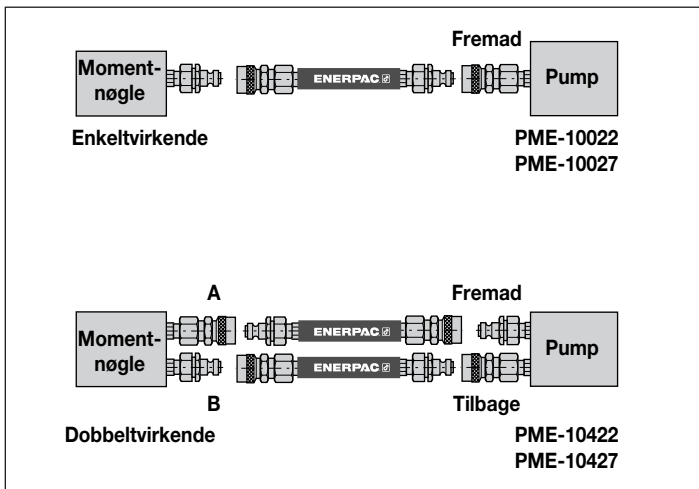 Fremad
Moment-
nøgle
ENERPAC
Pump
Enkeltvirkende
PME-10022
PME-10027
A
Fremad
Moment-
nøgle
ENERPAC
ENERPAC
Pump
B
Tilbage
Dobbeltvirkende
PME-10422
PME-10427